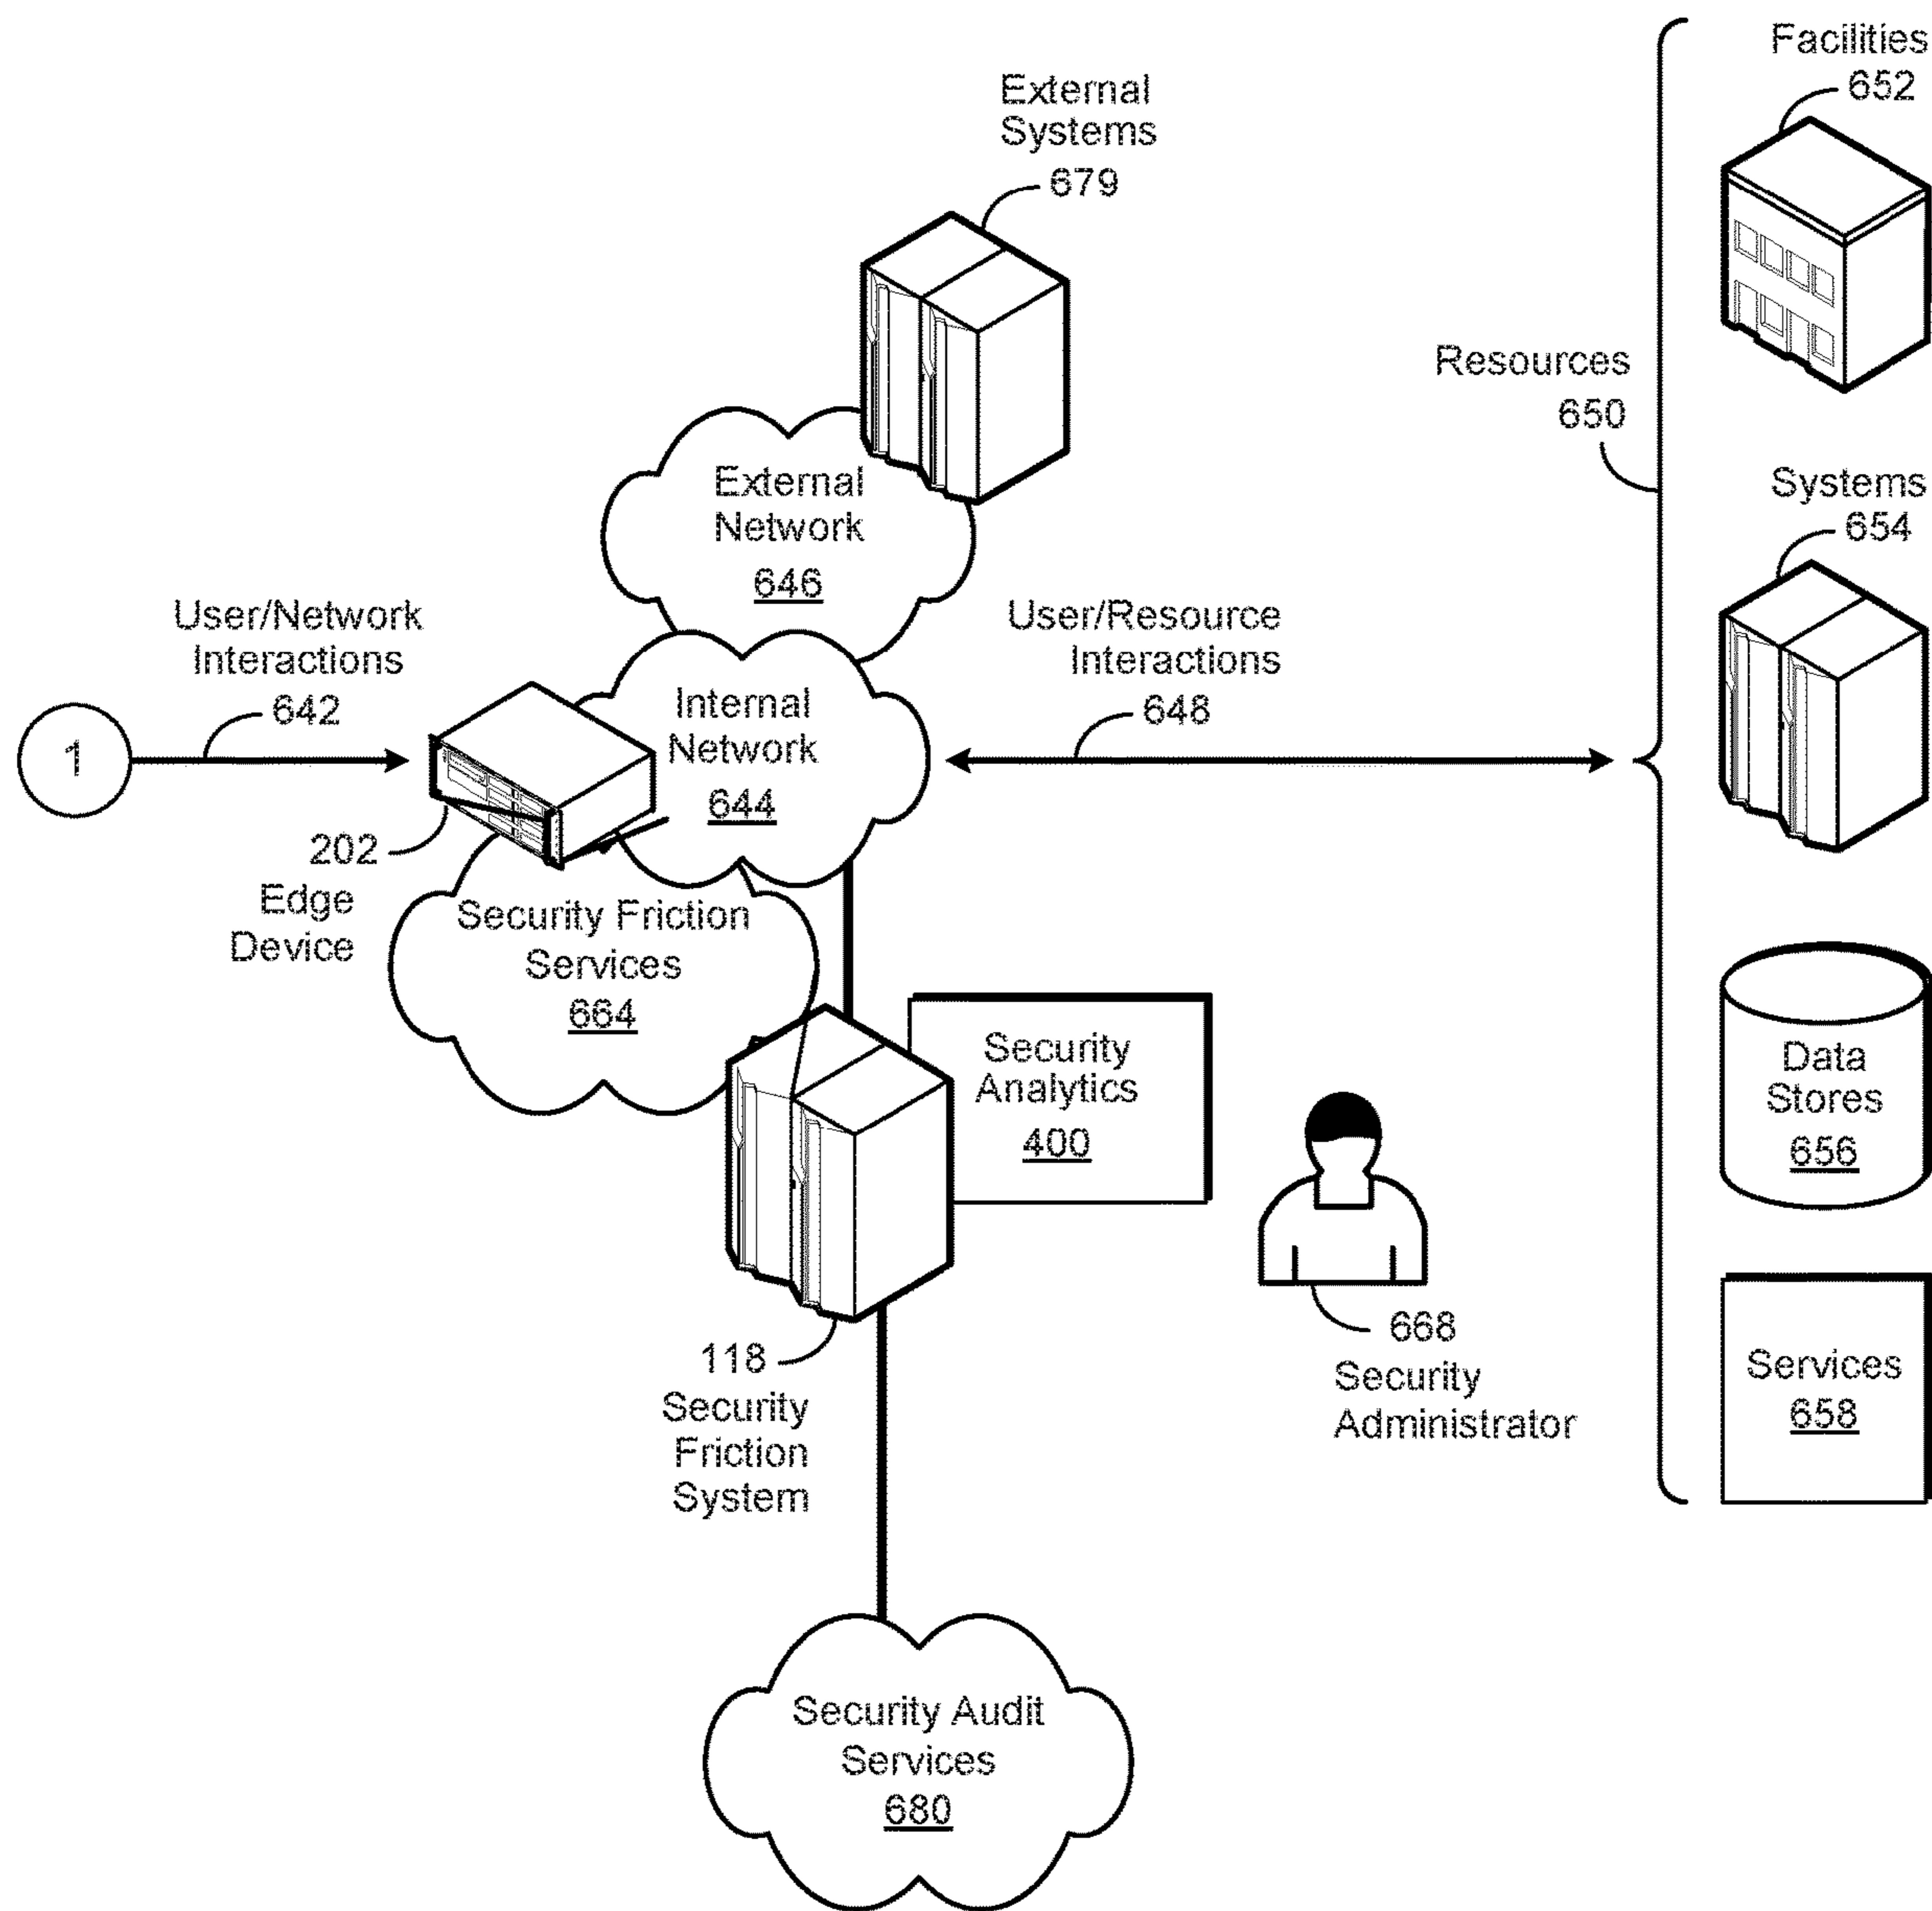 Facilities
652
External
Systems
679
Resources
650
External
Network
646
Systems
654
User/Network
Interactions
642
User/Resource
Interactions
648
Internal
Network
644
1
202
Edge
Device
Security Friction
Services
664
Security
Analytics
400
Data
Stores
656
118
Security
Friction
System
668
Security
Administrator
Services
658
Security Audit
Services
680